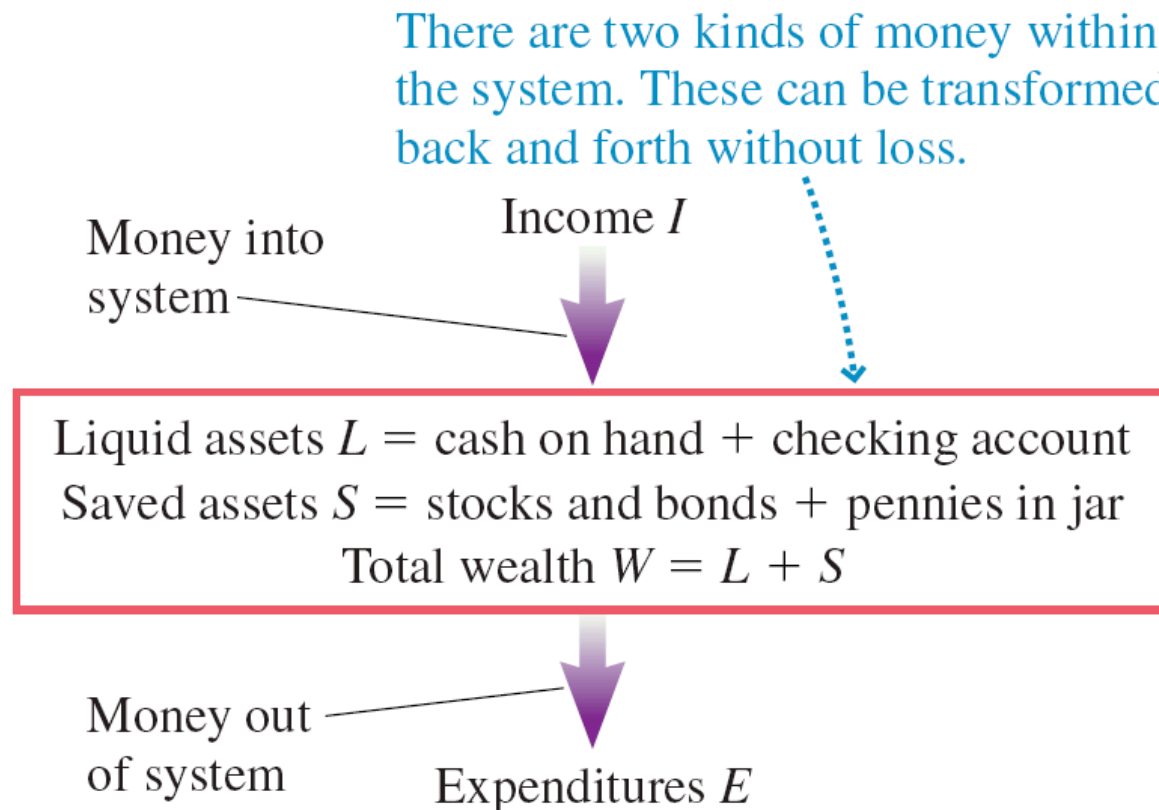 There are two kinds of money within
the system. These can be transformed
back and forth without loss.
Income I
Money into
system
Liquid assets L = cash on hand + checking account
Saved assets S = stocks and bonds + pennies in jar
Total wealth W = L + S
Money out
of system
Expenditures E